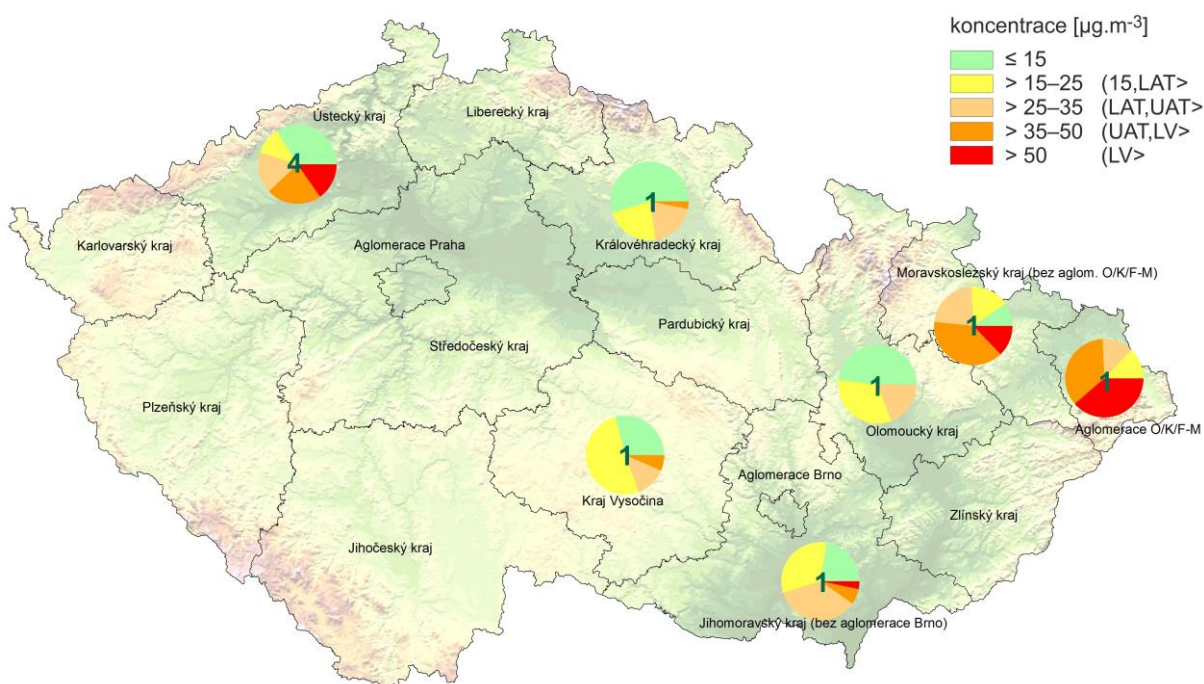 koncentrace [µg.m⁻³]
≤ 15
> 15–25 (15,LAT>
> 25–35 (LAT,UAT>
> 35–50 (UAT,LV>
> 50 (LV>
Ústecký kraj
Liberecký kraj
4
1
Karlovarský kraj
Aglomerace Praha
Královéhradecký kraj
Moravskoslezský kraj (bez aglom. O/K/F-M)
1
Pardubický kraj
Středočeský kraj
1
1
Plzeňský kraj
Olomoucký kraj
Aglomerace O/K/F-M
1
Aglomerace Brno
Kraj Vysočina
Zlínský kraj
Jihočeský kraj
1
Jihomoravský kraj (bez aglomerace Brno)